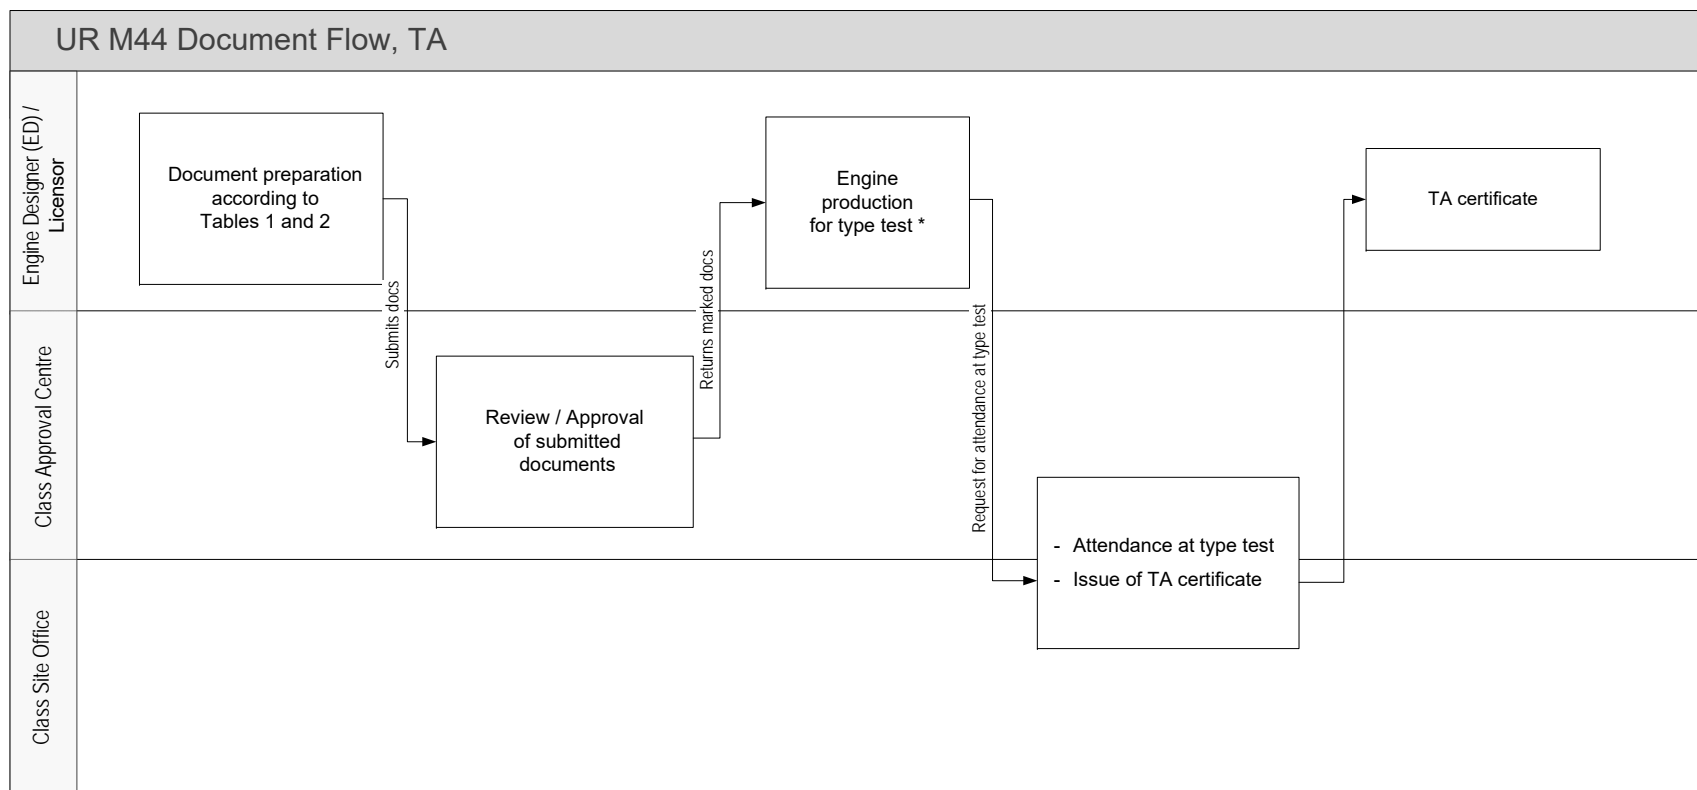 UR M44 Document Flow, TA
Engine Designer (ED) /
Licensor
Document preparation
according to
Tables 1 and 2
Submits docs
Returns marked docs
Engine
production
for type test *
Request for attendance at type test
TA certificate
Class Approval Centre
Review / Approval
of submitted
documents
- Attendance at type test
- Issue of TA certificate
Class Site Office